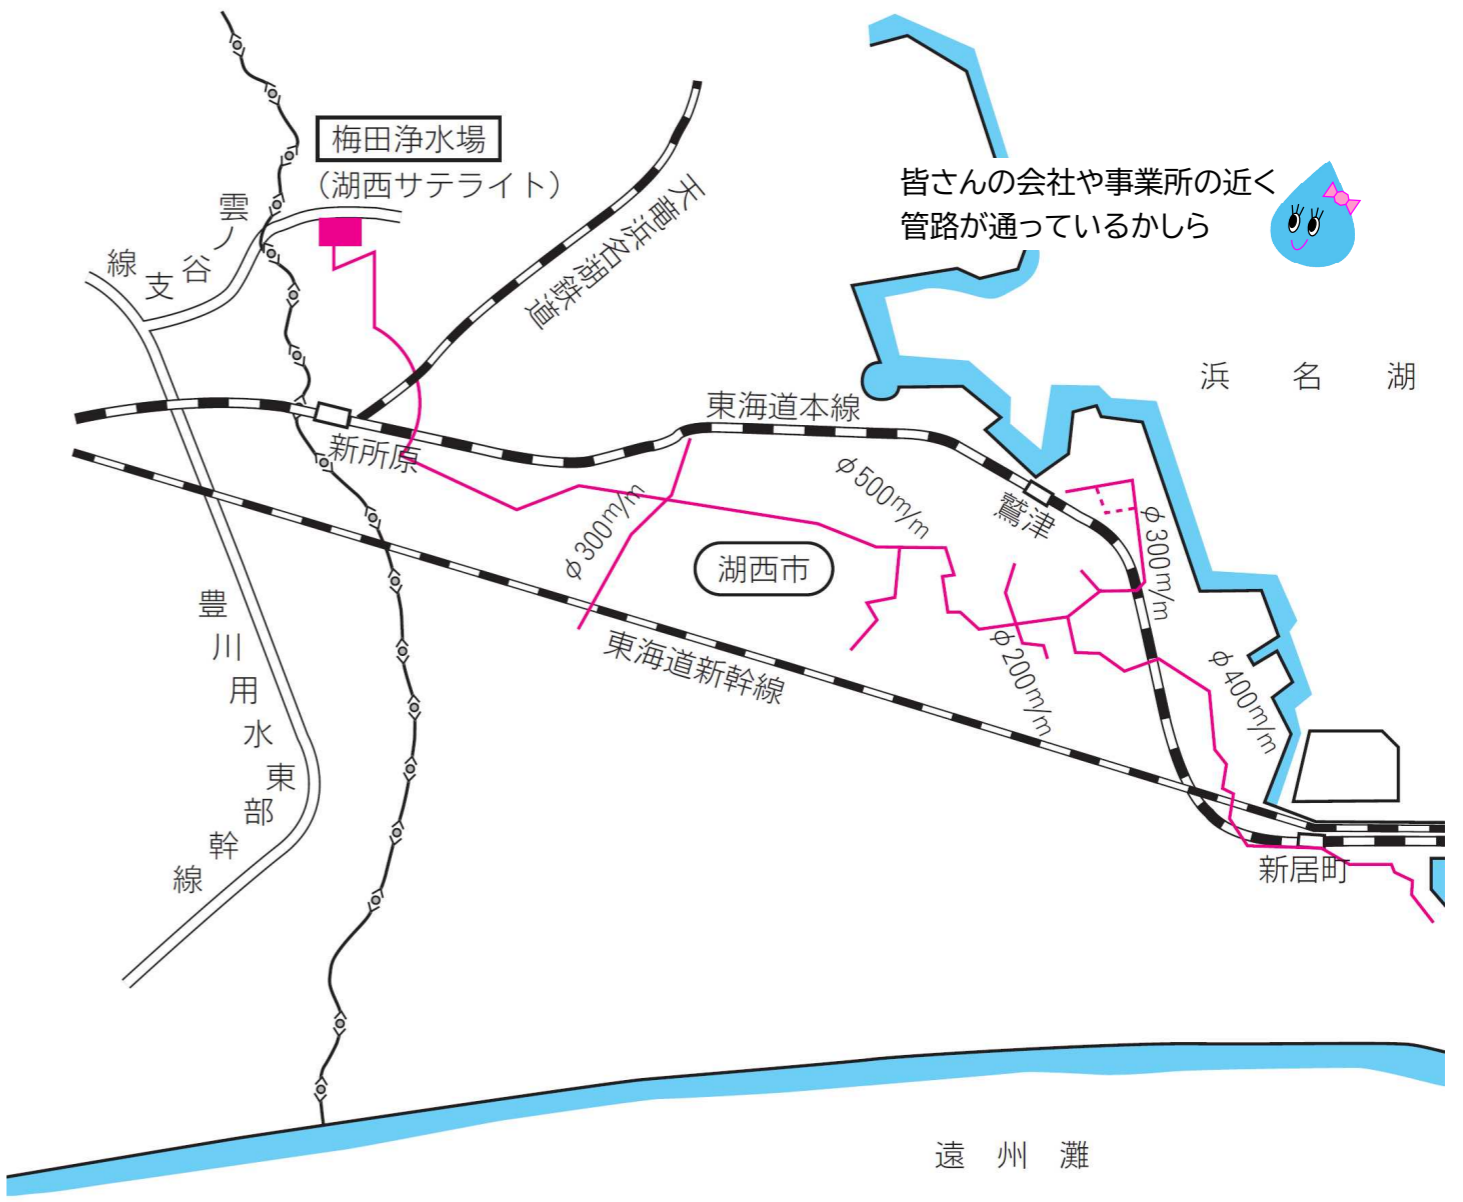 梅田浄水場
（湖西サテライト）
雲ノ谷支線
天竜浜名湖鉄道
皆さんの会社や事業所の近く
管路が通っているかしら
浜名湖
東海道本線
新所原
φ500m/m
鷲津
φ300m/m
φ300m/m
湖西市
豊川用水東部幹線
東海道新幹線
φ200m/m
φ400m/m
新居町
遠州灘